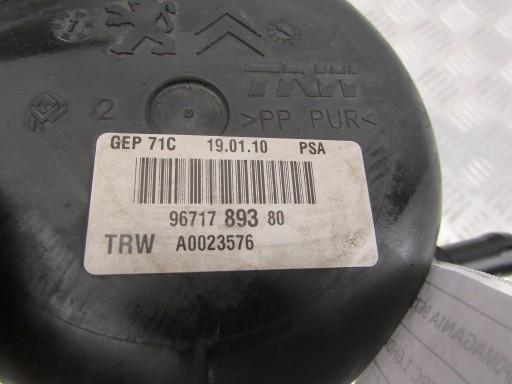 TRW
2
>PP PUR<
GEP 71C 19.01.10 PSA
96717 893 80
TRW A0023576